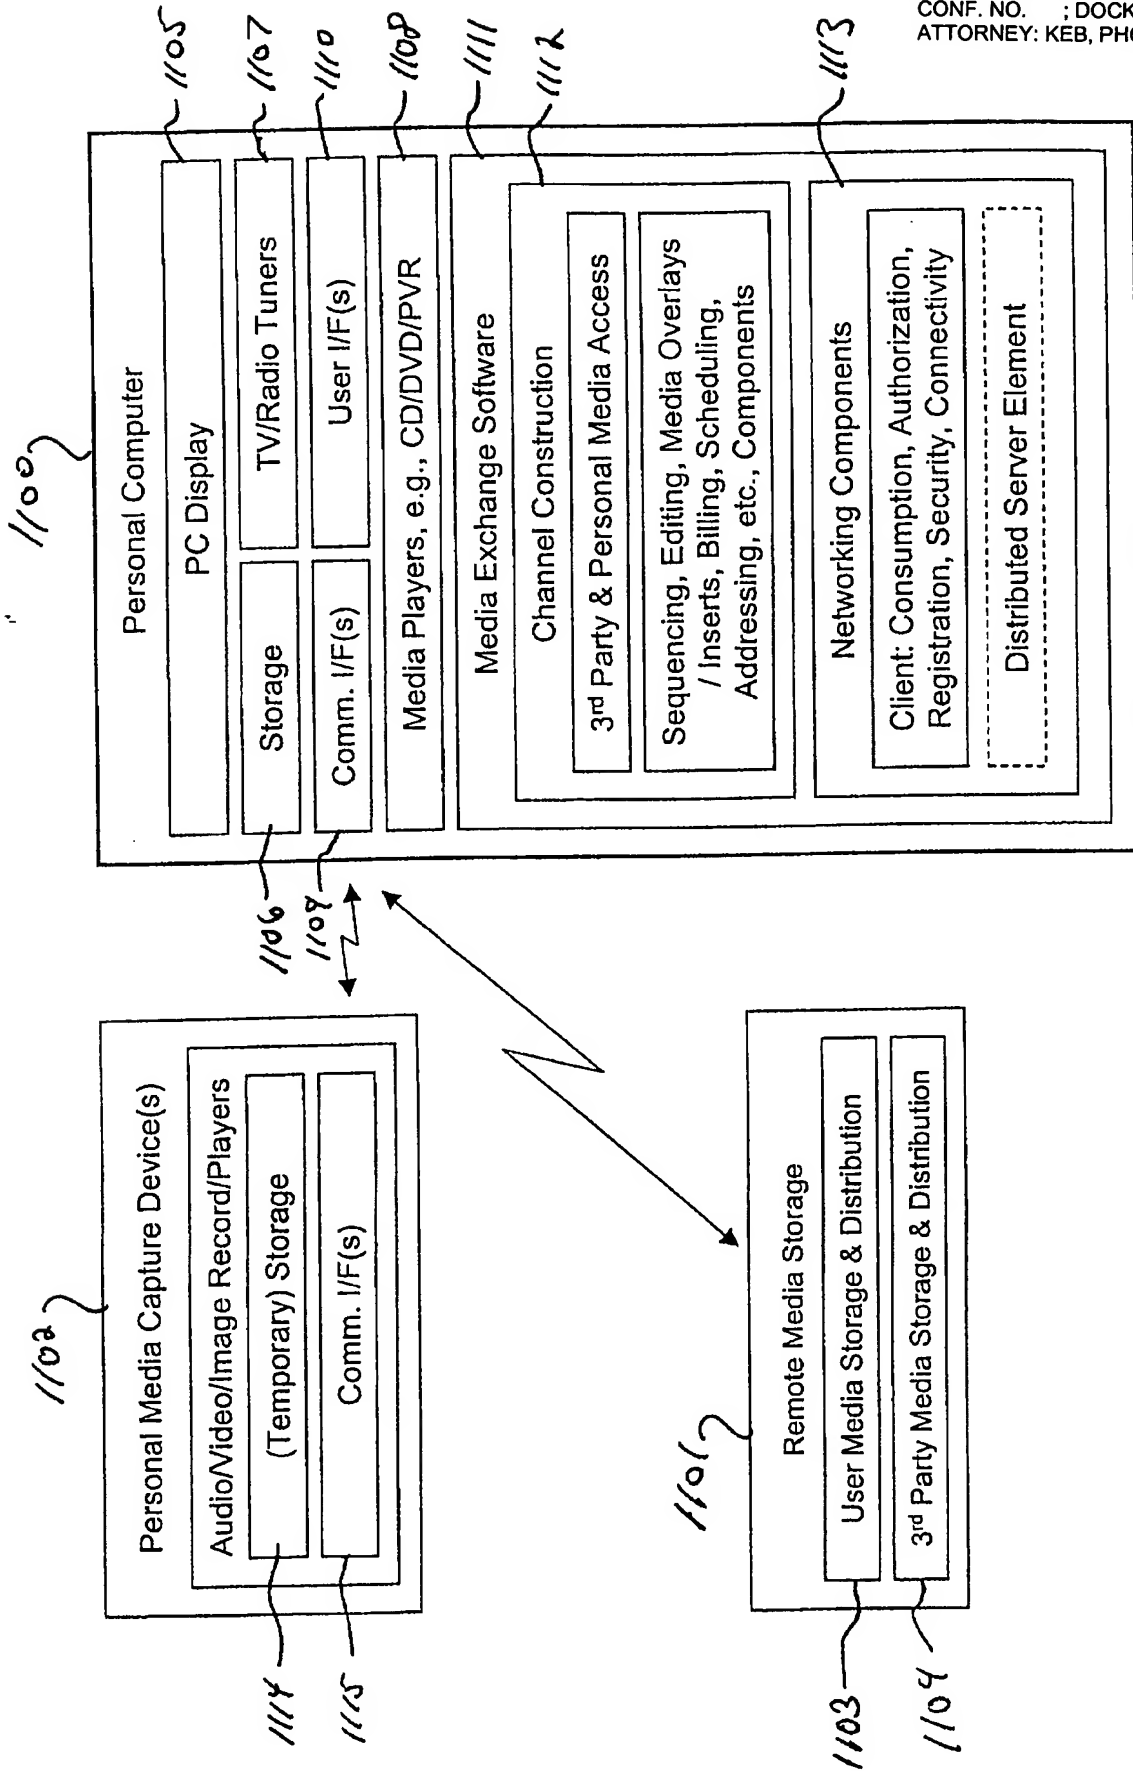 CONF. NO. ; DOCK
ATTORNEY: KEB, PH
1100
Personal Computer
PC Display
1105
Storage
1106
TV/Radio Tuners
1107
Comm. I/F(s)
1109
User I/F(s)
1110
Media Players, e.g., CD/DVD/PVR
1108
Media Exchange Software
1111
Channel Construction
1112
3rd Party & Personal Media Access
Sequencing, Editing, Media Overlays
/ Inserts, Billing, Scheduling,
Addressing, etc., Components
Networking Components
1113
Client: Consumption, Authorization,
Registration, Security, Connectivity
Distributed Server Element
1102
Personal Media Capture Device(s)
Audio/Video/Image Record/Players
(Temporary) Storage
1114
Comm. I/F(s)
1115
1101
Remote Media Storage
User Media Storage & Distribution
1103
3rd Party Media Storage & Distribution
1104